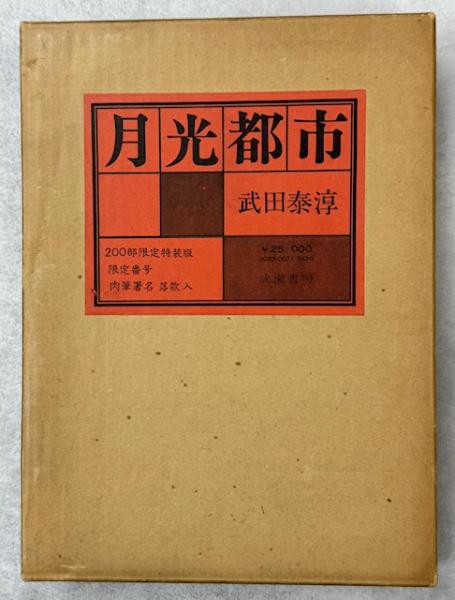 月光都市
武田泰淳
200部限定特装版
限定番号
肉筆署名 落款入
¥25,000
成瀬書房